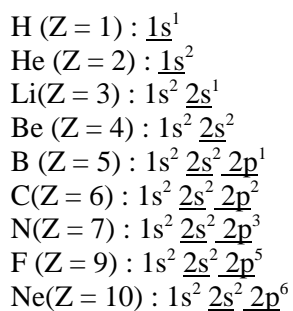 H (Z = 1) : 1s¹
He (Z = 2) : 1s²
Li(Z = 3) : 1s² 2s¹
Be (Z = 4) : 1s² 2s²
B (Z = 5) : 1s² 2s² 2p¹
C(Z = 6) : 1s² 2s² 2p²
N(Z = 7) : 1s² 2s² 2p³
F (Z = 9) : 1s² 2s² 2p⁵
Ne(Z = 10) : 1s² 2s² 2p⁶